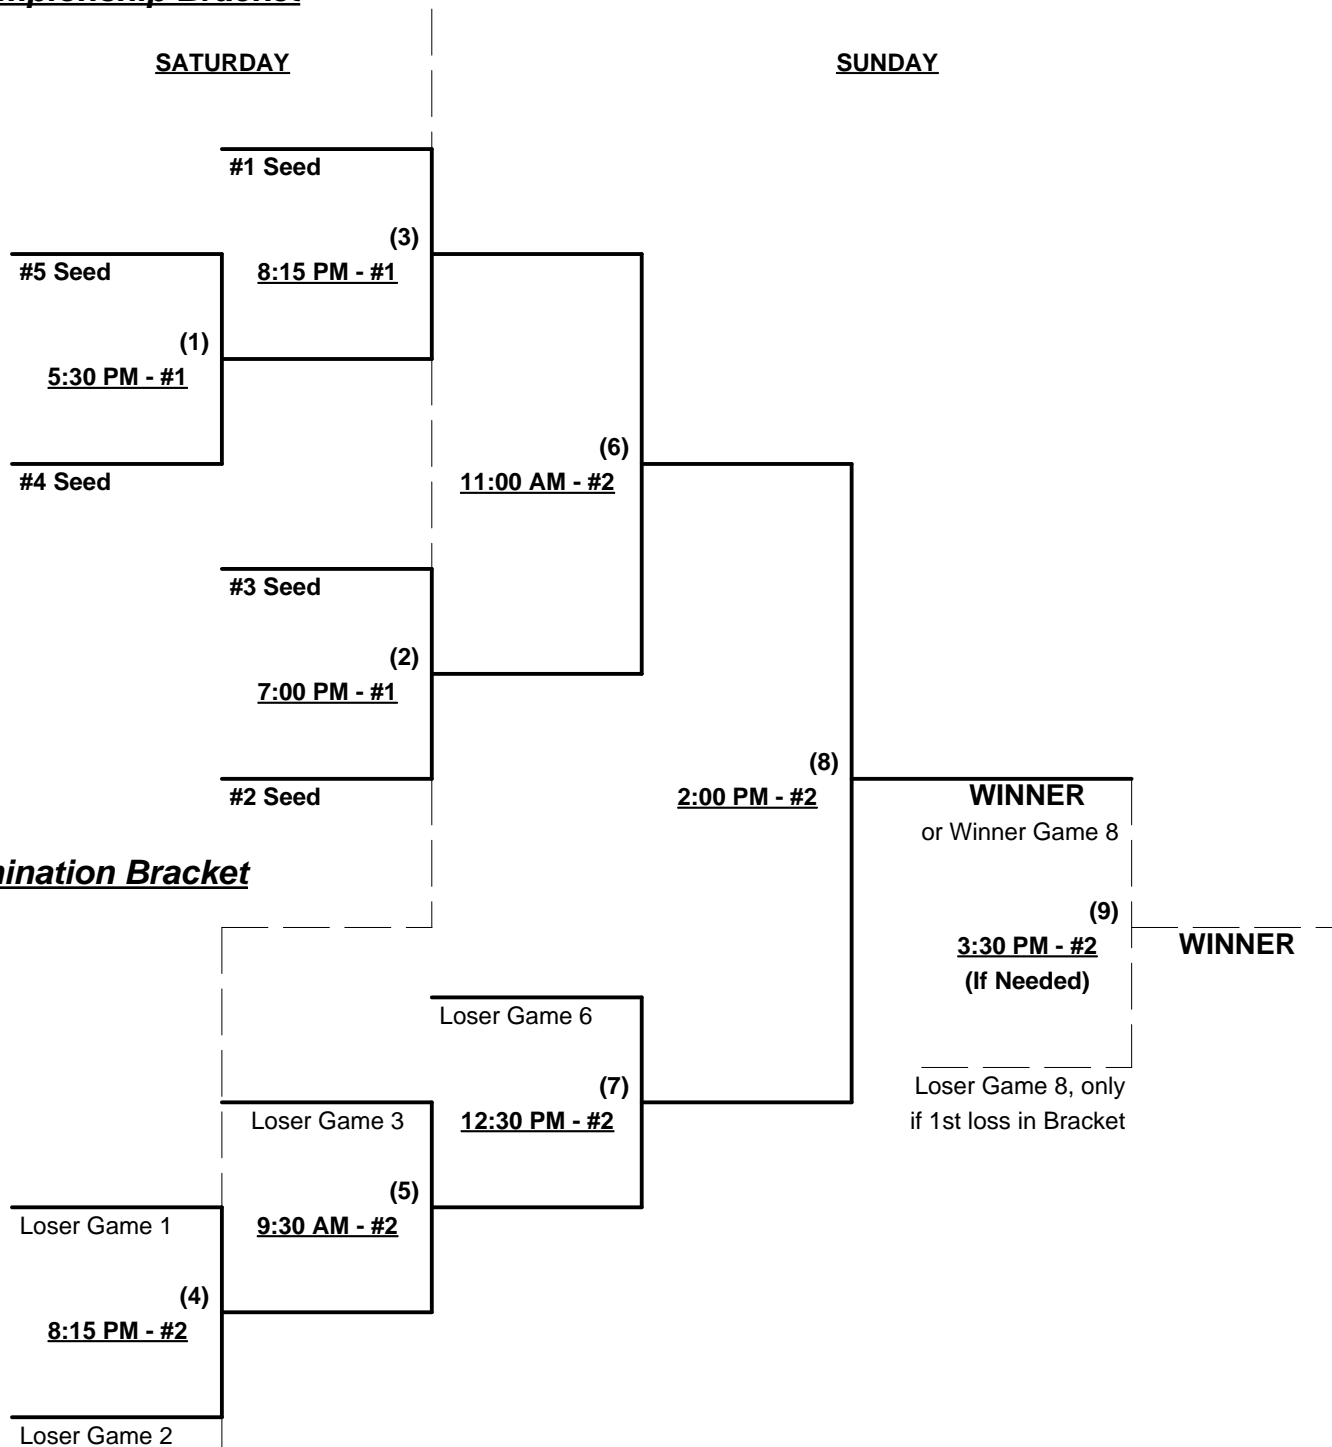 Bracket
SATURDAY
SUNDAY
#1 Seed
(3)
8:15 PM - #1
#5 Seed
(1)
5:30 PM - #1
#4 Seed
(6)
11:00 AM - #2
#3 Seed
(2)
7:00 PM - #1
#2 Seed
(8)
2:00 PM - #2
WINNER
or Winner Game 8
Bracket
(9)
3:30 PM - #2
(If Needed)
WINNER
Loser Game 6
(7)
12:30 PM - #2
Loser Game 8, only
if 1st loss in Bracket
Loser Game 3
(5)
9:30 AM - #2
Loser Game 1
(4)
8:15 PM - #2
Loser Game 2